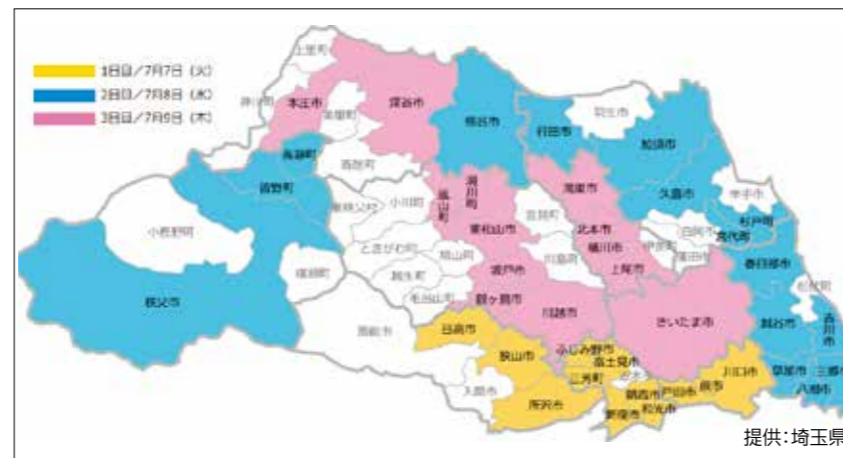 1日目/7月7日（火）
2日目/7月8日（水）
3日目/7月9日（木）
上里町
神川町
本庄市
美里町
深谷市
寄居町
長瀞町
皆野町
小鹿野町
秩父市
横瀬町
東秩父村
熊谷市
行田市
羽生市
加須市
久喜市
幸手市
杉戸町
宮代町
白岡市
蓮田市
伊奈町
鴻巣市
北本市
桶川市
上尾市
吉見町
川島町
滑川町
嵐山町
小川町
東松山市
ときがわ町
鳩山町
越生町
毛呂山町
坂戸市
鶴ヶ島市
川越市
さいたま市
春日部市
松伏町
越谷市
吉川市
草加市
三郷市
八潮市
飯能市
日高市
狭山市
入間市
所沢市
ふじみ野市
富士見市
三芳町
志木市
新座市
朝霞市
和光市
戸田市
蕨市
川口市
提供：埼玉県